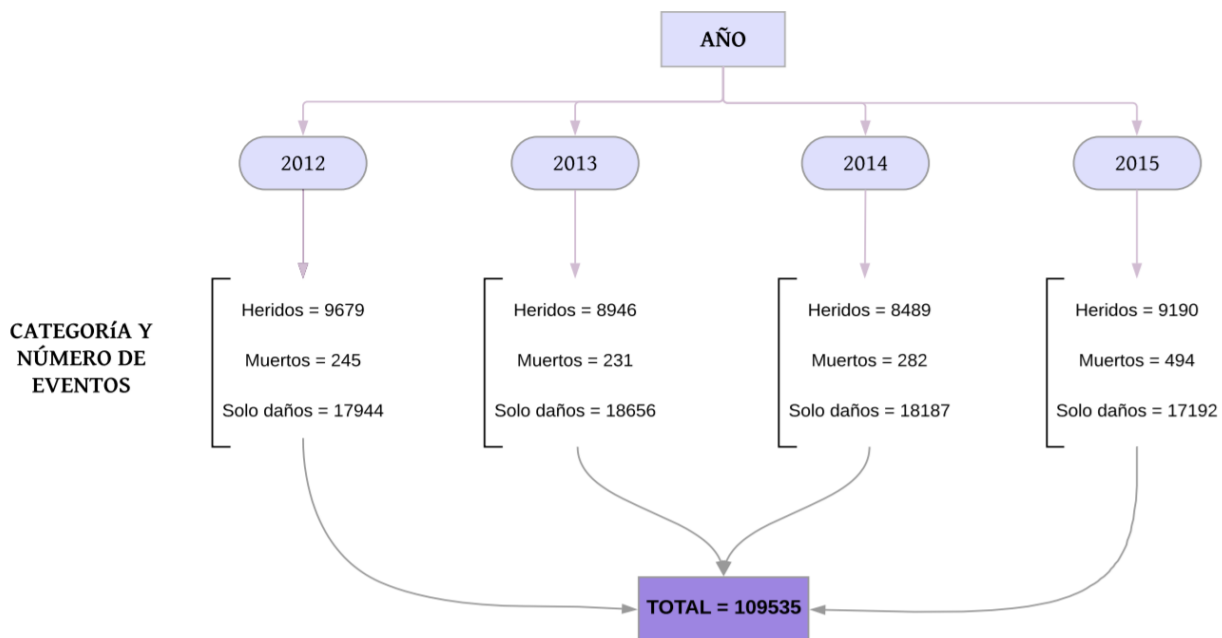 AÑO
2012
2013
2014
2015
CATEGORíA Y
NÚMERO DE
EVENTOS
Heridos = 9679
Muertos = 245
Solo daños = 17944
Heridos = 8946
Muertos = 231
Solo daños = 18656
Heridos = 8489
Muertos = 282
Solo daños = 18187
Heridos = 9190
Muertos = 494
Solo daños = 17192
TOTAL = 109535